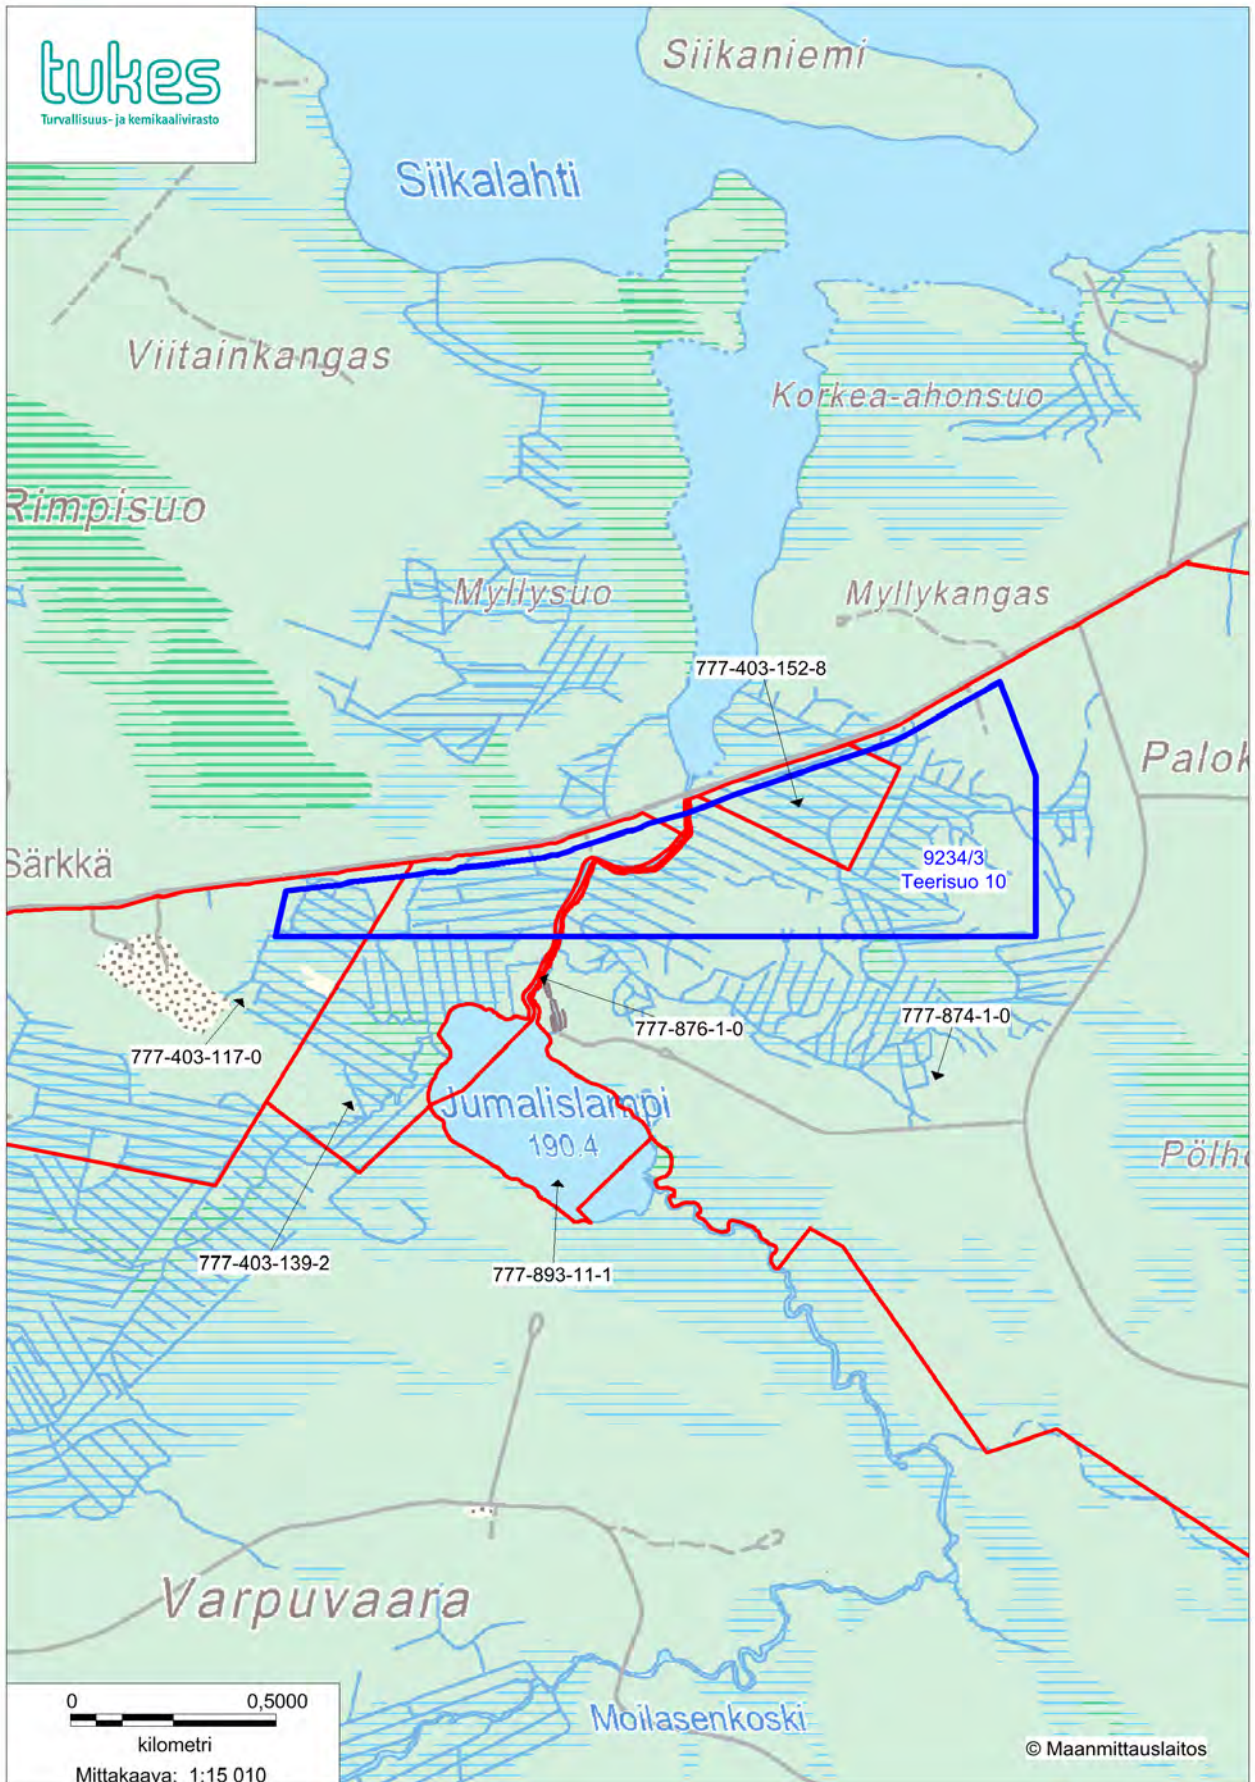 tukes
Turvallisuus- ja kemikaalivirasto
Siikaniemi
Siikalahti
Viitainkangas
Korkea-ahonsuo
Rimpisuo
Myllysuo
Myllykangas
777-403-152-8
Palok
Särkkä
9234/3
Teerisuo 10
777-403-117-0
777-876-1-0
777-874-1-0
Jumalislampi
190.4
Pölho
777-403-139-2
777-893-11-1
Varpuvaara
Moilasenkoski
0 0,5000
kilometri
Mittakaava: 1:15 010
© Maanmittauslaitos